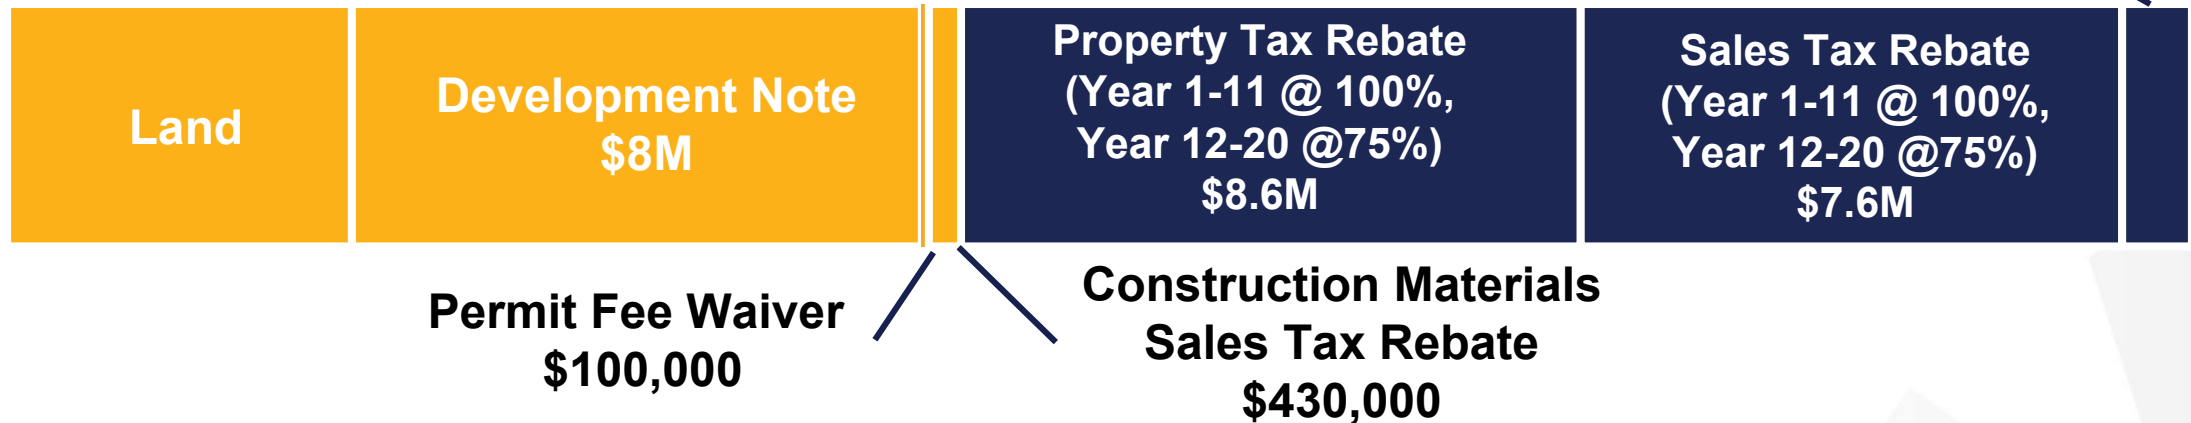 Land
Development Note
$8M
Property Tax Rebate
(Year 1-11 @ 100%,
Year 12-20 @75%)
$8.6M
Sales Tax Rebate
(Year 1-11 @ 100%,
Year 12-20 @75%)
$7.6M
Permit Fee Waiver
$100,000
Construction Materials
Sales Tax Rebate
$430,000